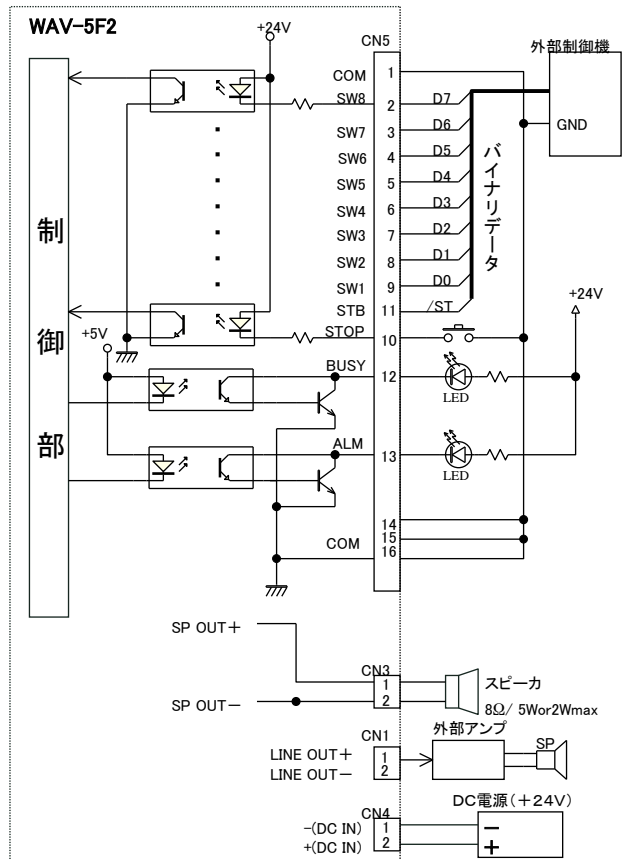 WAV-5F2
+24V
CN5
外部制御機
COM 1
SW8 2 D7
SW7 3 D6
SW6 4 D5
SW5 5 D4
SW4 6 D3
SW3 7 D2
SW2 8 D1
SW1 9 D0
STB 11 /ST
STOP 10
GND
バイナリデータ
+24V
制御部
+5V
BUSY 12
LED
ALM 13
LED
14
15
COM 16
SP OUT+
SP OUT-
CN3
1
2
スピーカ
8Ω/ 5Wor2Wmax
CN1
LINE OUT+ 1
LINE OUT- 2
外部アンプ
SP
CN4
-(DC IN) 1
+(DC IN) 2
DC電源(+24V)
-
+